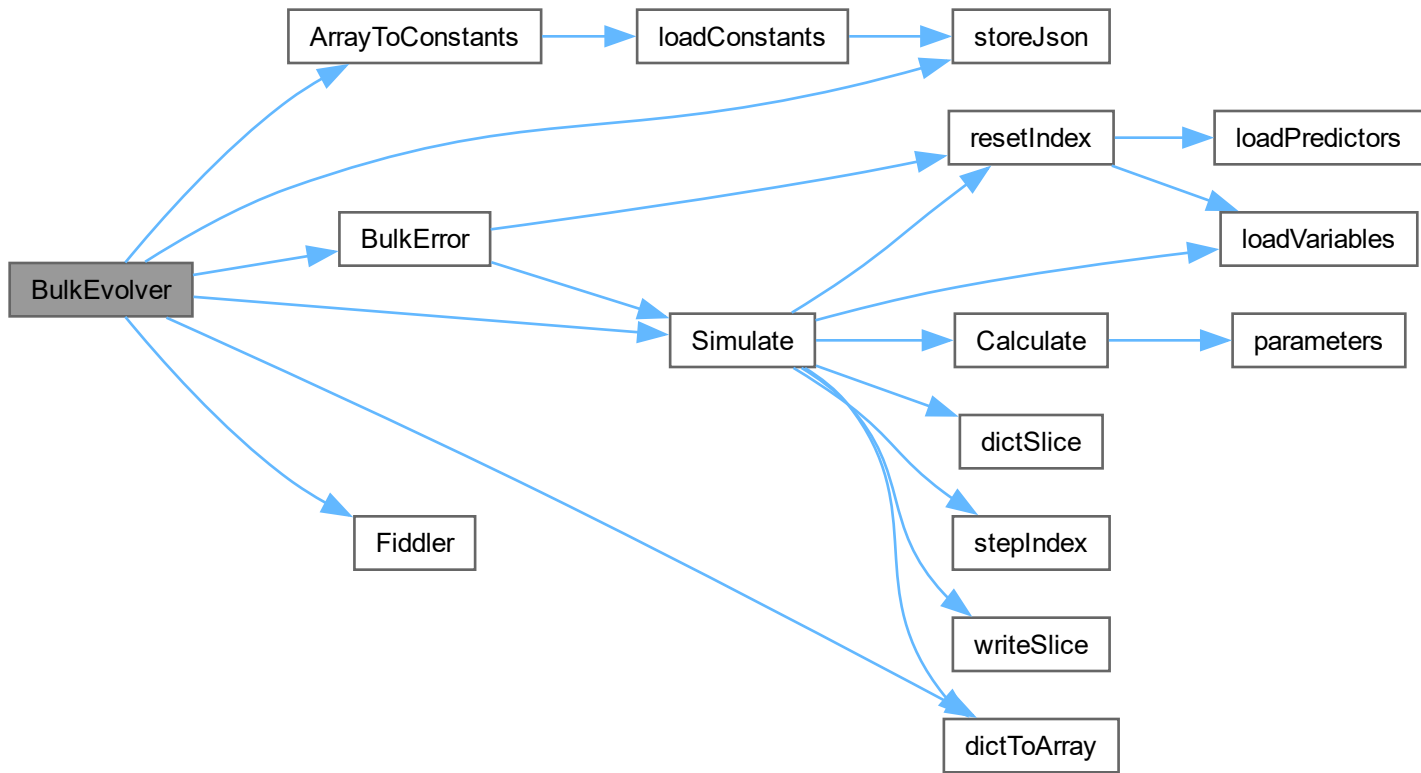 ArrayToConstants
loadConstants
storeJson
resetIndex
loadPredictors
BulkError
loadVariables
BulkEvolver
Simulate
Calculate
parameters
dictSlice
Fiddler
stepIndex
writeSlice
dictToArray